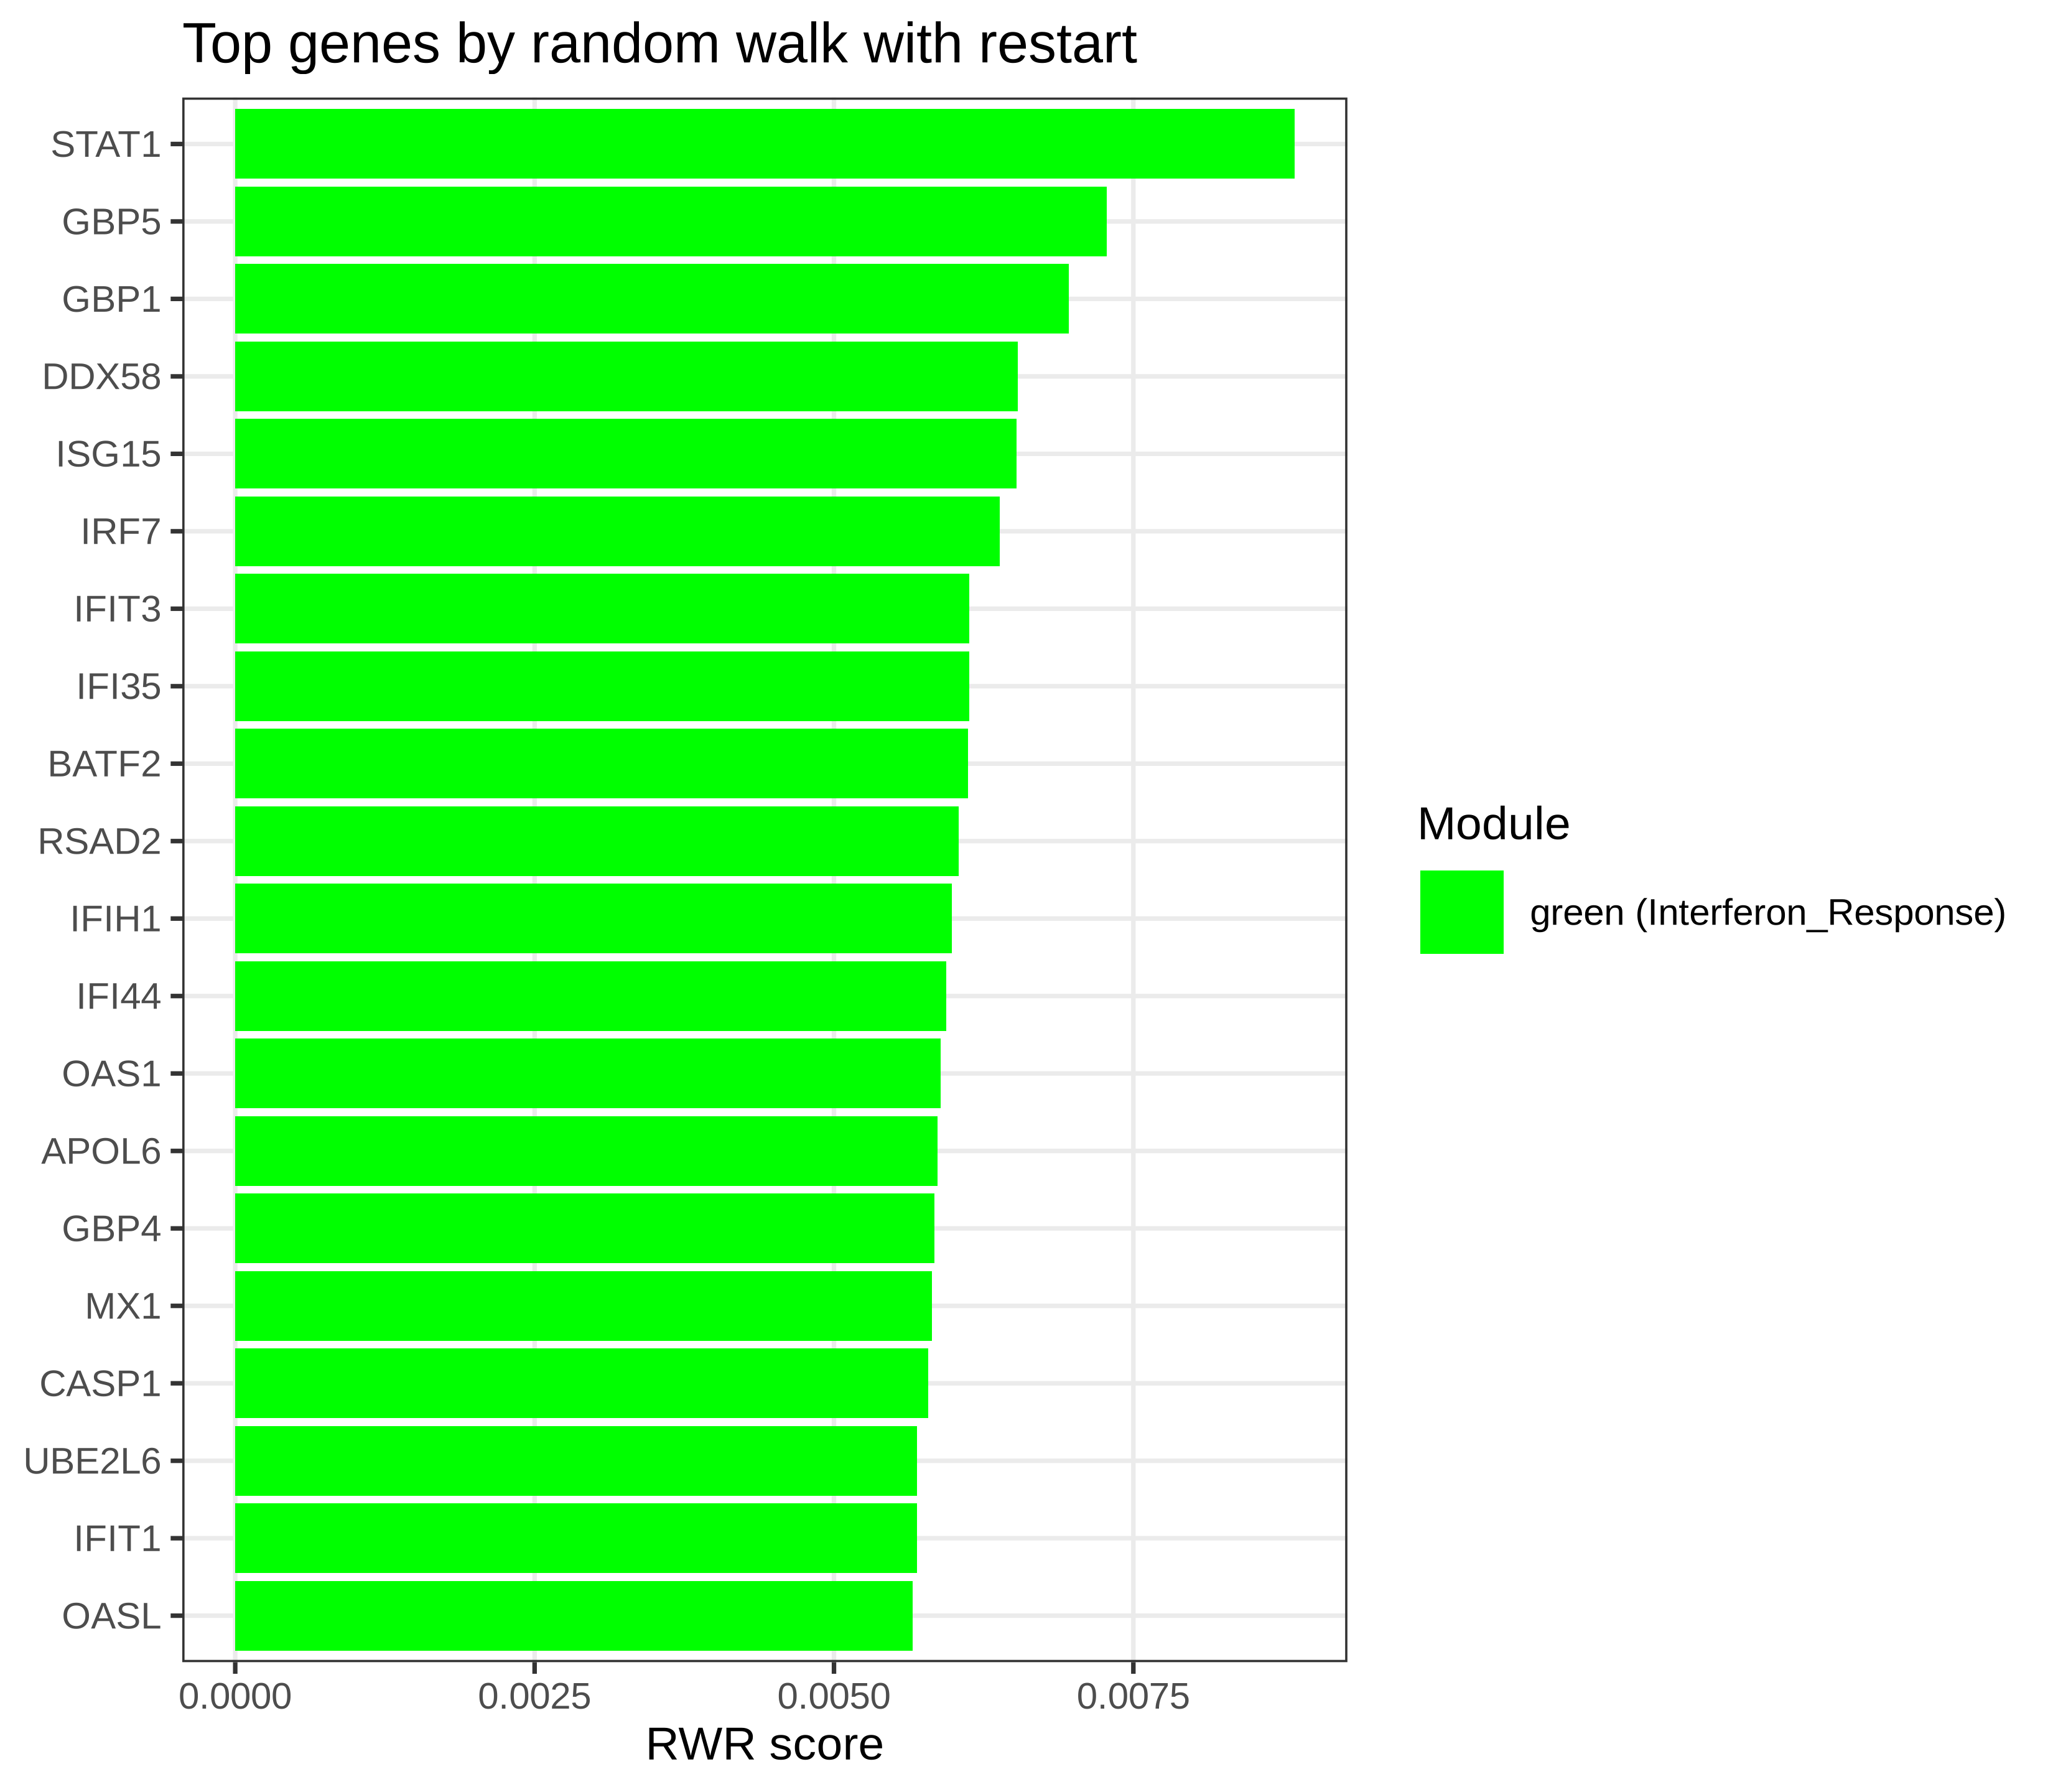 Top genes by random walk with restart
STAT1
GBP5
GBP1
DDX58
ISG15
IRF7
IFIT3
IFI35
BATF2
RSAD2
IFIH1
IFI44
OAS1
APOL6
GBP4
MX1
CASP1
UBE2L6
IFIT1
OASL
0.0000 0.0025 0.0050 0.0075
RWR score
Module
green (Interferon_Response)